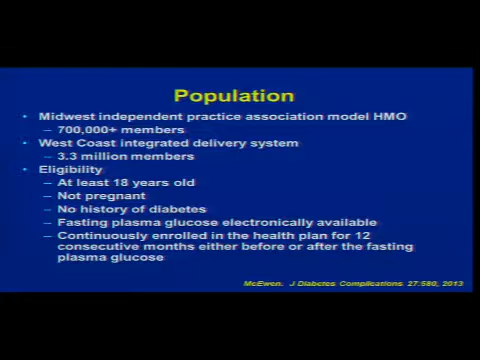 Population
• Midwest independent practice association model HMO
– 700,000+ members
• West Coast integrated delivery system
– 3.3 million members
• Eligibility
– At least 18 years old
– Not pregnant
– No history of diabetes
– Fasting plasma glucose electronically available
– Continuously enrolled in the health plan for 12
consecutive months either before or after the fasting
plasma glucose
McEwen. J Diabetes Complications 27:580, 2013